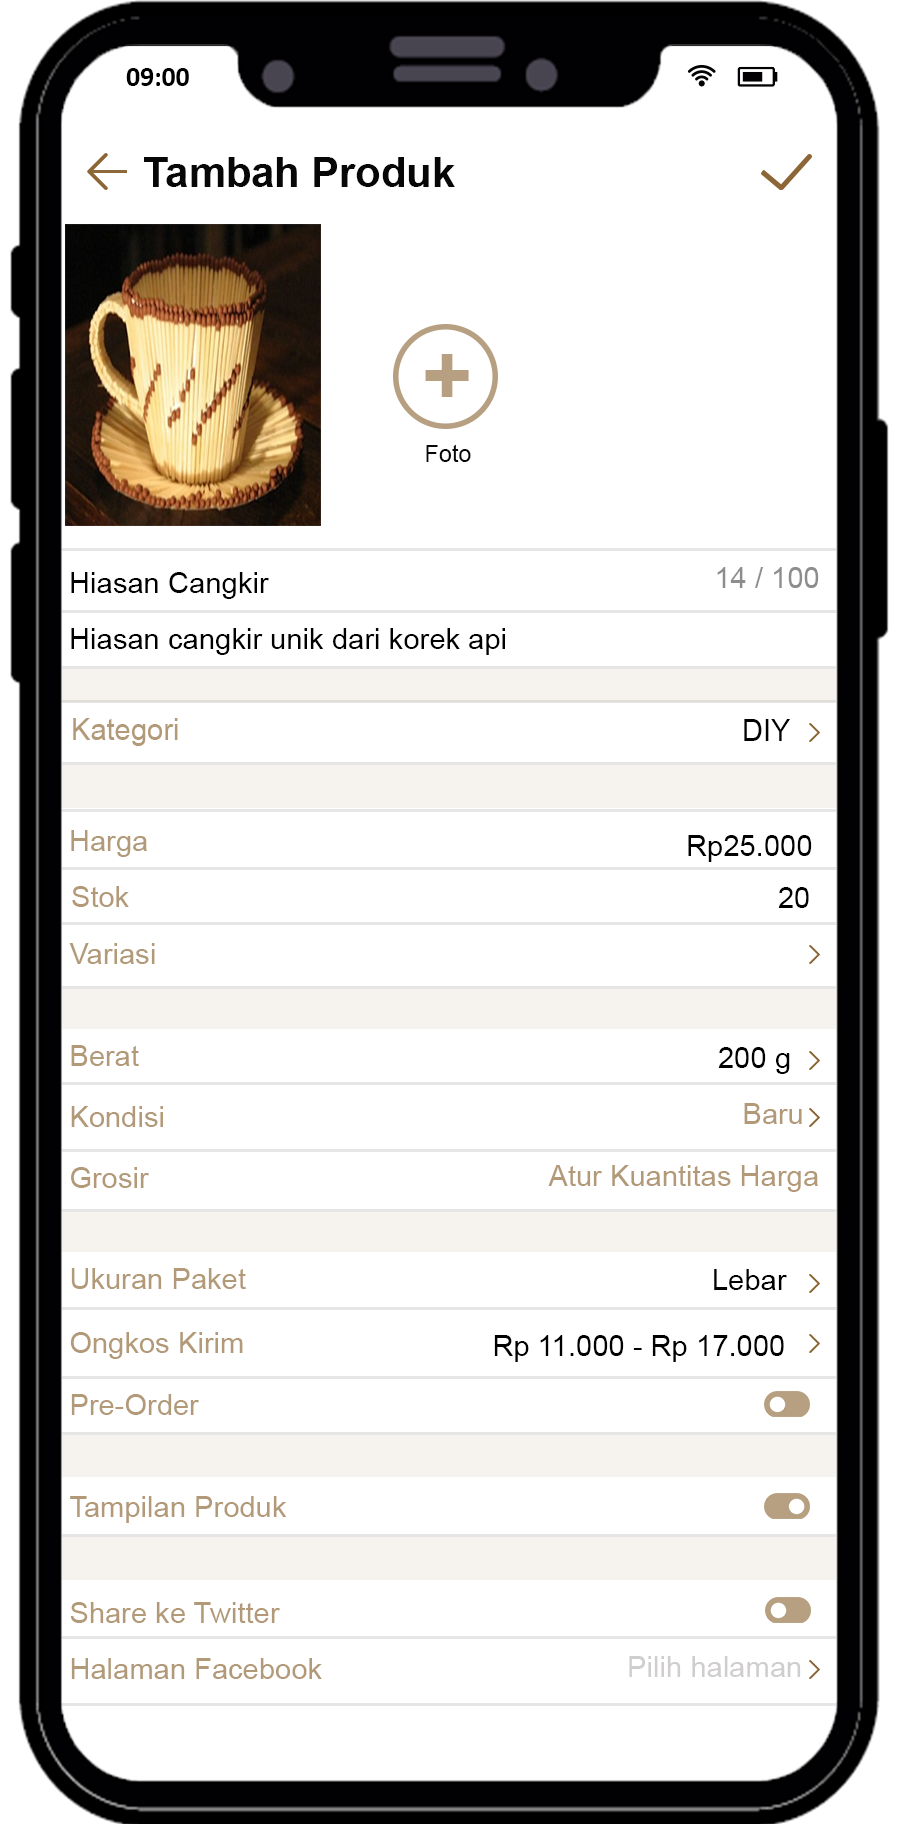 09:00
Tambah Produk
Foto
Hiasan Cangkir 14 / 100
Hiasan cangkir unik dari korek api
Kategori DIY
Harga Rp25.000
Stok 20
Variasi
Berat 200 g
Kondisi Baru
Grosir Atur Kuantitas Harga
Ukuran Paket Lebar
Ongkos Kirim Rp 11.000 - Rp 17.000
Pre-Order
Tampilan Produk
Share ke Twitter
Halaman Facebook Pilih halaman